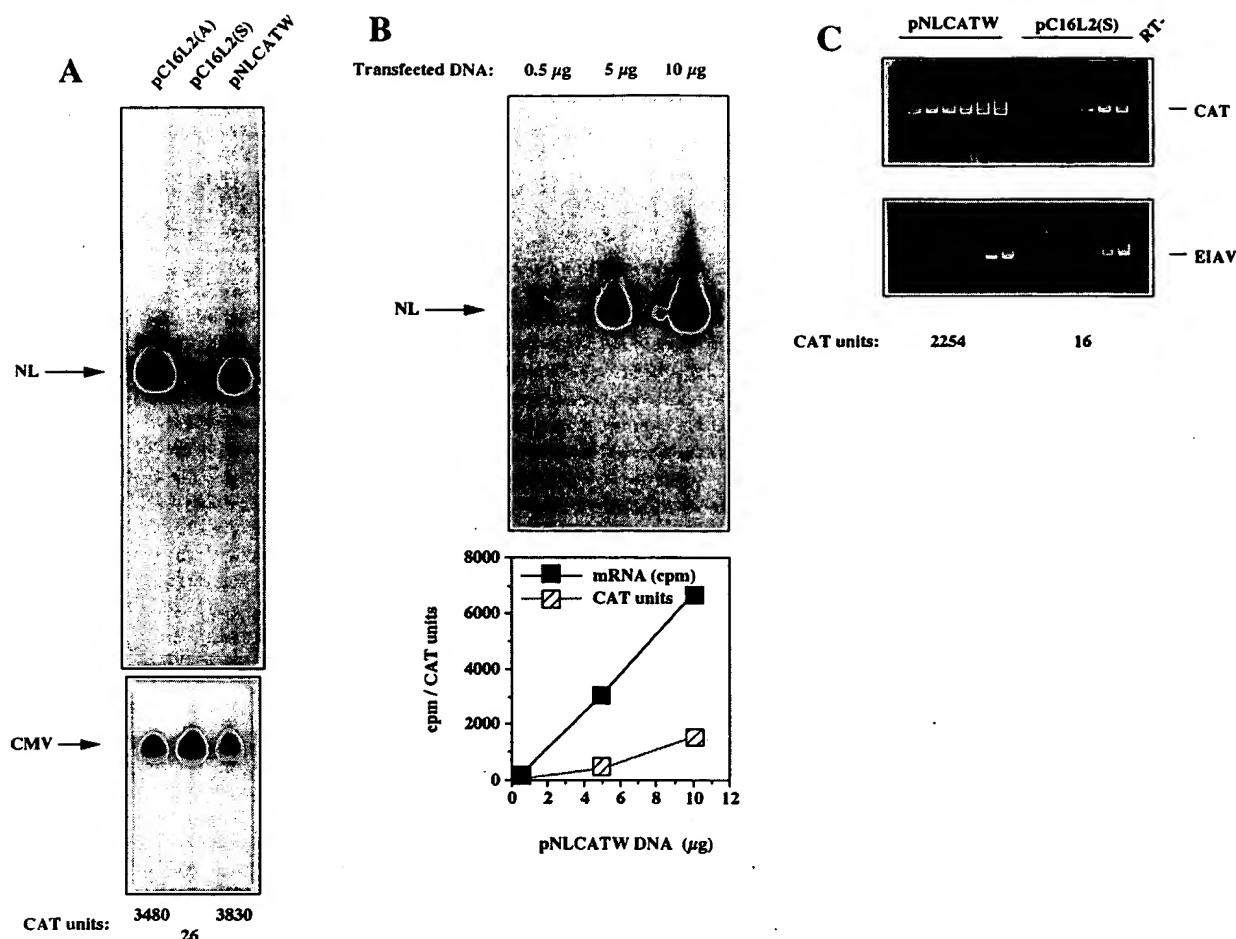 A
pC16L2(A)
pC16L2(S)
pNLCATW
NL
CMV
CAT units: 3480 26 3830
B
Transfected DNA: 0.5 µg 5 µg 10 µg
NL
8000
6000
4000
2000
0
cpm / CAT units
mRNA (cpm)
CAT units
0 2 4 6 8 10 12
pNLCATW DNA (µg)
C
pNLCATW pC16L2(S) RT-
CAT
EIAV
CAT units: 2254 16